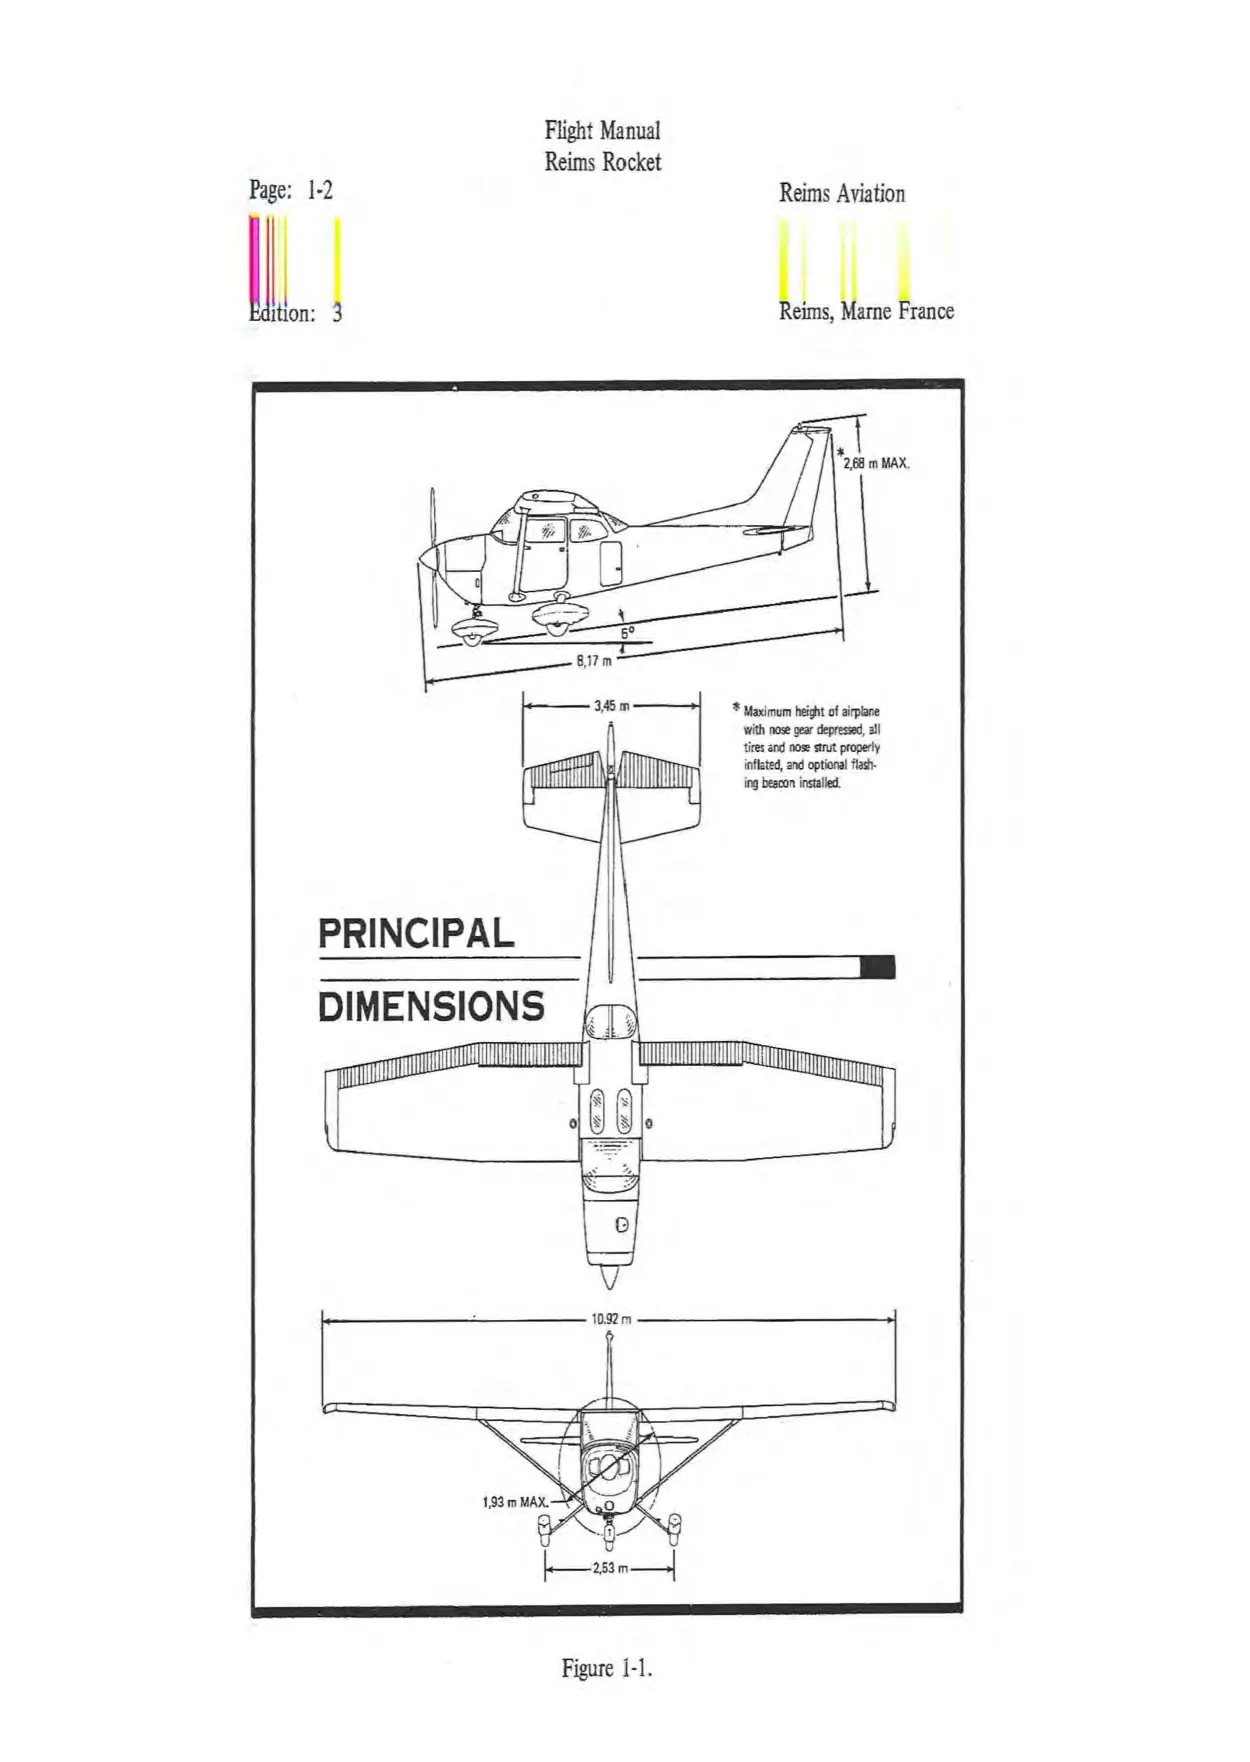 Flight Manual
Reims Rocket
Page: 1-2
Reims Aviation
Edition: 3
Reims, Marne France
*2,68 m MAX.
6°
8,17 m
3,45 m
* Maximum height of airplane
with nose gear depressed, all
tires and nose strut properly
inflated, and optional flash-
ing beacon installed.
PRINCIPAL
DIMENSIONS
10.92 m
1,93 m MAX.
2,53 m
Figure 1-1.